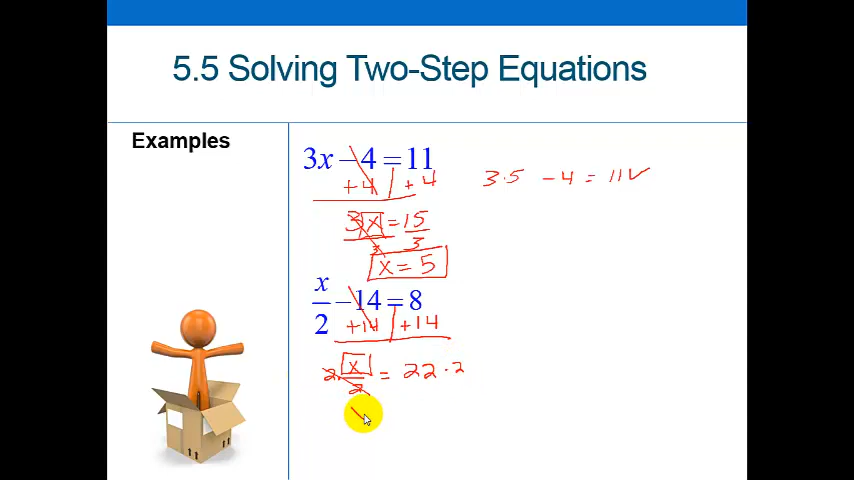 5.5 Solving Two-Step Equations
Examples
3x – 4 = 11
+4 | +4
3·5 – 4 = 11 ✓
3x = 15
3 3
x = 5
x/2 – 14 = 8
+14 | +14
2· x/2 = 22 · 2